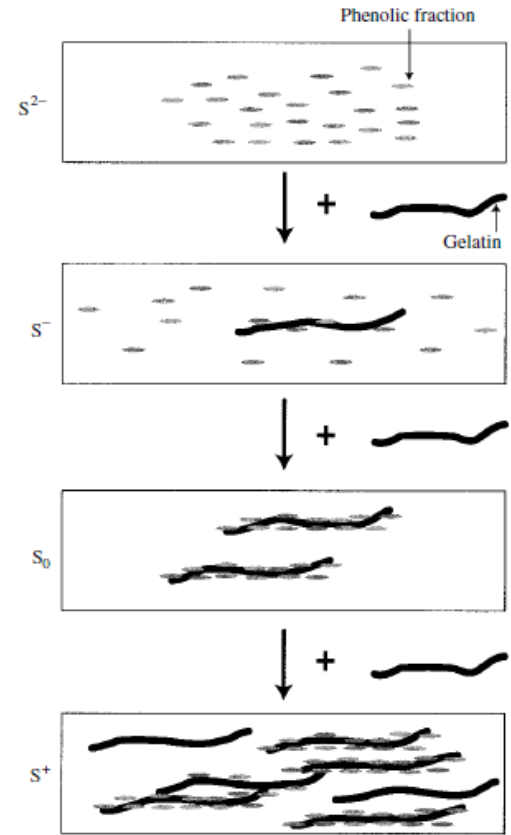 Phenolic fraction
S²⁻
+
Gelatin
S⁻
+
S₀
+
S⁺